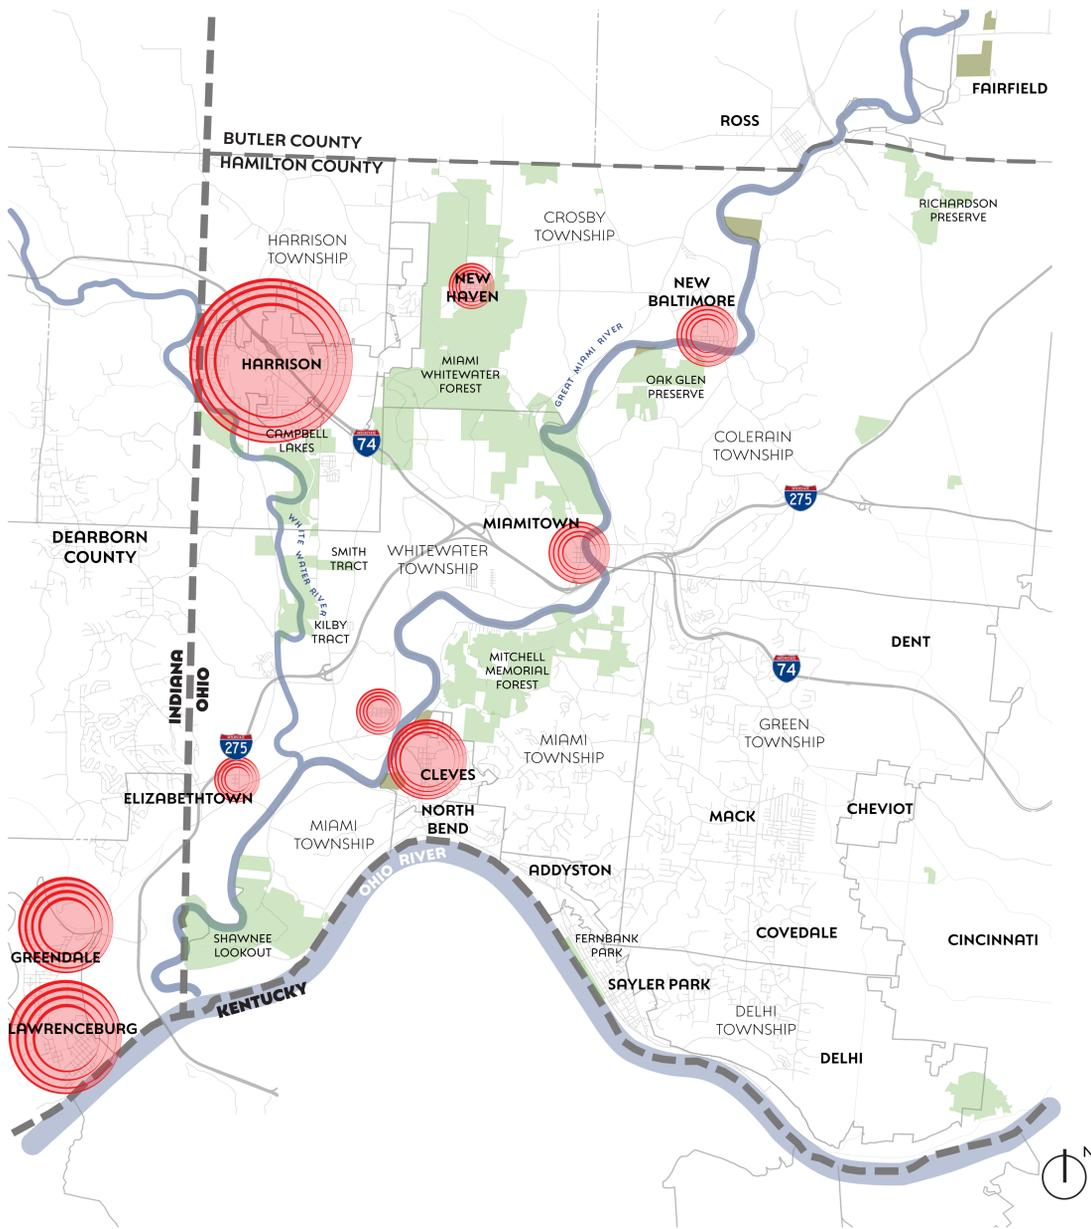 FAIRFIELD
ROSS
BUTLER COUNTY
HAMILTON COUNTY
RICHARDSON
PRESERVE
CROSBY
TOWNSHIP
HARRISON
TOWNSHIP
NEW
HAVEN
NEW
BALTIMORE
GREAT MIAMI RIVER
HARRISON
MIAMI
WHITEWATER
FOREST
OAK GLEN
PRESERVE
CAMPBELL
LAKES
INTERSTATE
74
COLERAIN
TOWNSHIP
INTERSTATE
275
MIAMITOWN
DEARBORN
COUNTY
WHITE WATER RIVER
SMITH
TRACT
WHITEWATER
TOWNSHIP
KILBY
TRACT
DENT
MITCHELL
MEMORIAL
FOREST
INTERSTATE
74
INDIANA
OHIO
GREEN
TOWNSHIP
INTERSTATE
275
MIAMI
TOWNSHIP
CLEVES
ELIZABETHTOWN
NORTH
BEND
MACK
CHEVIOT
MIAMI
TOWNSHIP
OHIO RIVER
ADDYSTON
COVEDALE
CINCINNATI
SHAWNEE
LOOKOUT
FERNBANK
PARK
GREENDALE
SAYLER PARK
KENTUCKY
DELHI
TOWNSHIP
LAWRENCEBURG
DELHI
N